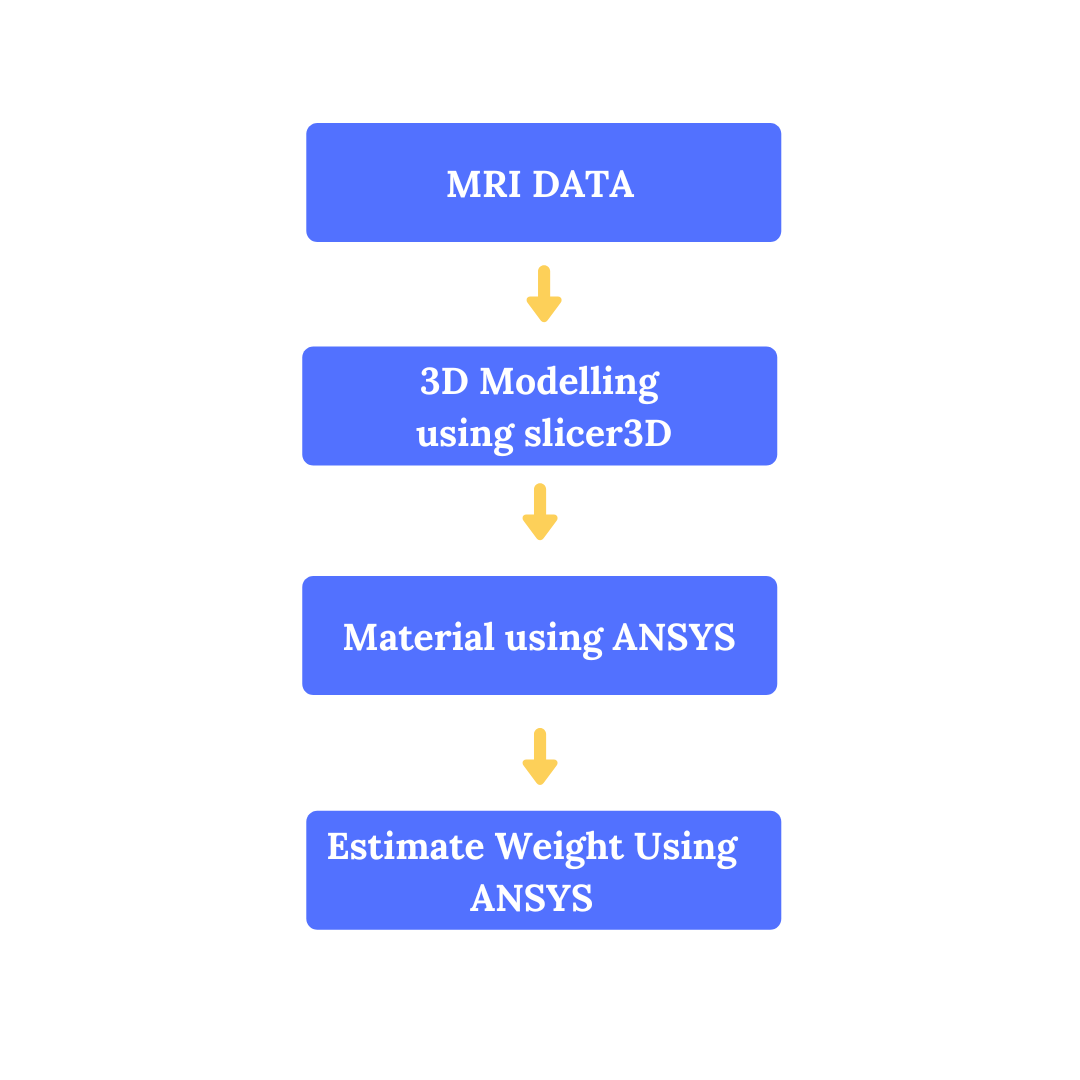 MRI DATA
3D Modelling
using slicer3D
Material using ANSYS
Estimate Weight Using
ANSYS